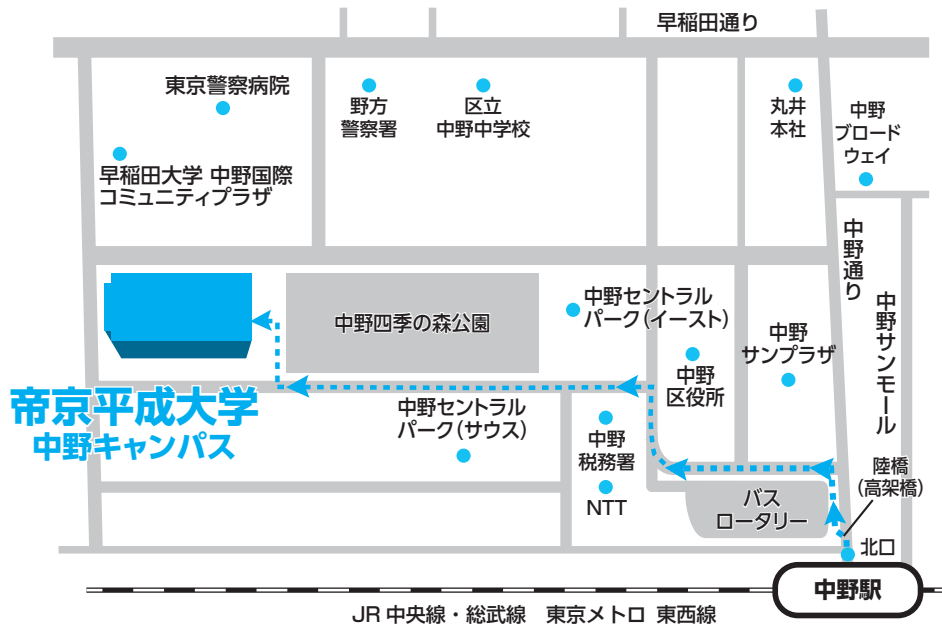 早稲田通り
東京警察病院
野方
警察署
区立
中野中学校
丸井
本社
中野
ブロード
ウェイ
早稲田大学 中野国際
コミュニティプラザ
中野通り
中野サンモール
中野四季の森公園
中野セントラル
パーク(イースト)
中野
サンプラザ
中野
区役所
帝京平成大学
中野キャンパス
中野セントラル
パーク(サウス)
中野
税務署
NTT
バス
ロータリー
陸橋
(高架橋)
北口
中野駅
JR 中央線・総武線 東京メトロ 東西線